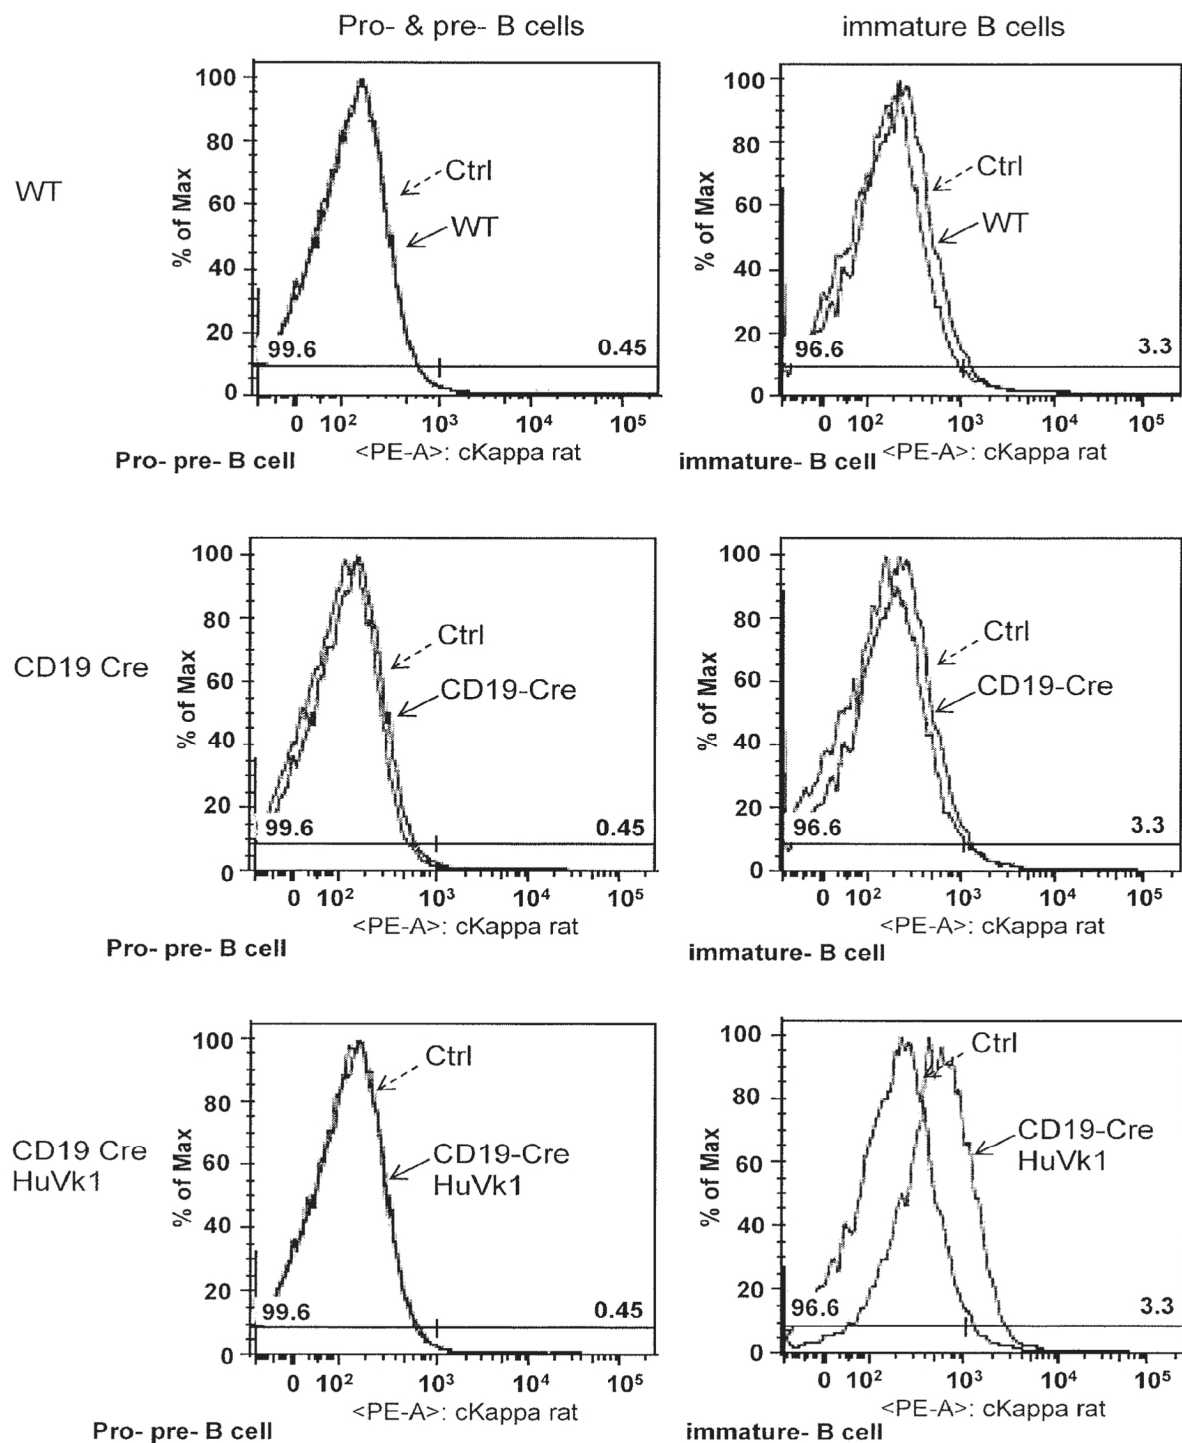 Pro- & pre- B cells
immature B cells
WT
% of Max
100
80
60
40
20
0
Ctrl
WT
99.6
0.45
0 10² 10³ 10⁴ 10⁵
Pro- pre- B cell
<PE-A>: cKappa rat
% of Max
100
80
60
40
20
0
Ctrl
WT
96.6
3.3
0 10² 10³ 10⁴ 10⁵
immature- B cell
<PE-A>: cKappa rat
CD19 Cre
% of Max
100
80
60
40
20
0
Ctrl
CD19-Cre
99.6
0.45
0 10² 10³ 10⁴ 10⁵
<PE-A>: cKappa rat
Pro- pre- B cell
% of Max
100
80
60
40
20
0
Ctrl
CD19-Cre
96.6
3.3
0 10² 10³ 10⁴ 10⁵
<PE-A>: cKappa rat
immature- B cell
CD19 Cre
HuVk1
% of Max
100
80
60
40
20
0
Ctrl
CD19-Cre
HuVk1
99.6
0.45
0 10² 10³ 10⁴ 10⁵
<PE-A>: cKappa rat
Pro- pre- B cell
% of Max
100
80
60
40
20
0
Ctrl
CD19-Cre
HuVk1
96.6
3.3
0 10² 10³ 10⁴ 10⁵
<PE-A>: cKappa rat
immature- B cell